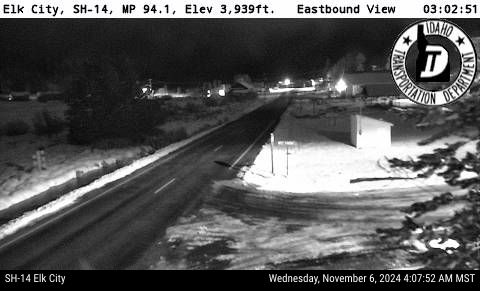 Elk City, SH-14, MP 94.1, Elev 3,939ft. Eastbound View 03:02:51
IDAHO
TRANSPORTATION DEPARTMENT
SH-14 Elk City Wednesday, November 6, 2024 4:07:52 AM MST